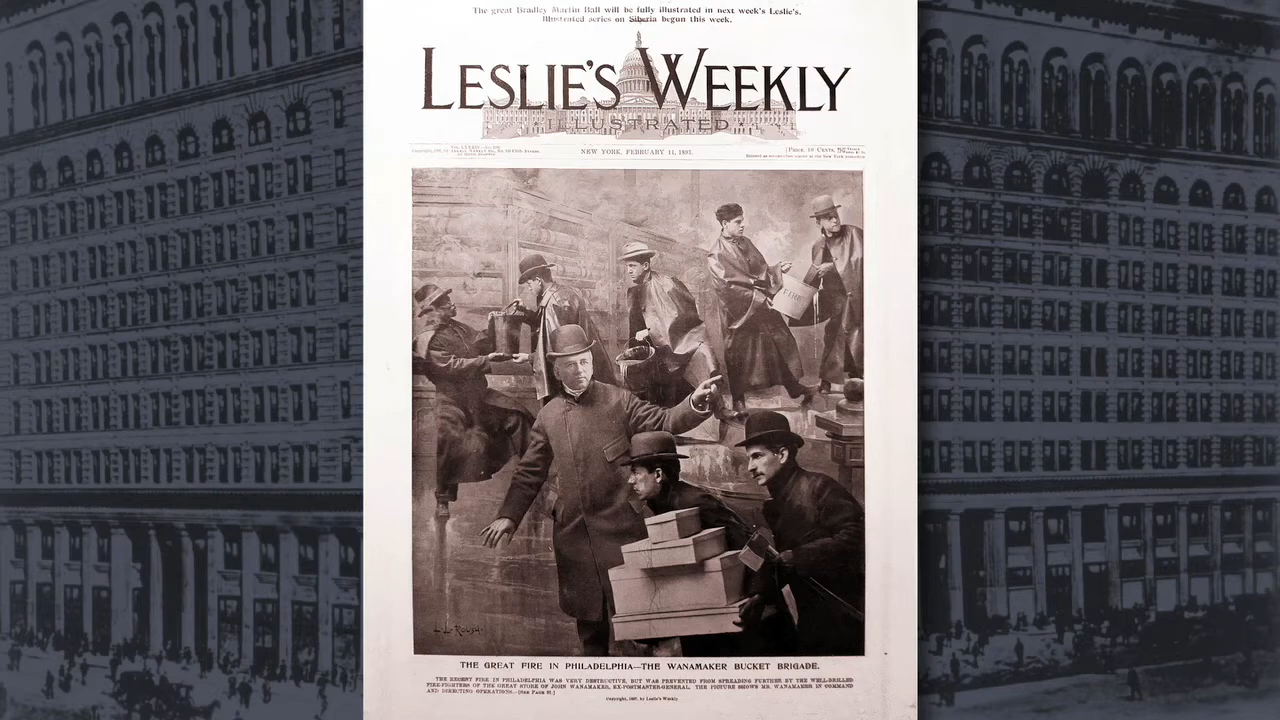 The great Bradley Martin Ball will be fully illustrated in next week's Leslie's.
Illustrated series on Siberia begun this week.
LESLIE'S WEEKLY
ILLUSTRATED
NEW YORK, FEBRUARY 11, 1897.
[PRICE, 10 CENTS.
FIRE
L. L. ROUSH
THE GREAT FIRE IN PHILADELPHIA—THE WANAMAKER BUCKET BRIGADE.
THE RECENT FIRE IN PHILADELPHIA WAS VERY DESTRUCTIVE, BUT WAS PREVENTED FROM SPREADING FURTHER BY THE WELL-DRILLED
FIRE-FIGHTERS OF THE GREAT STORE OF JOHN WANAMAKER, EX-POSTMASTER-GENERAL. THE PICTURE SHOWS MR. WANAMAKER IN COMMAND
AND DIRECTING OPERATIONS.—[SEE PAGE
Copyright, 1897, by Leslie's Weekly